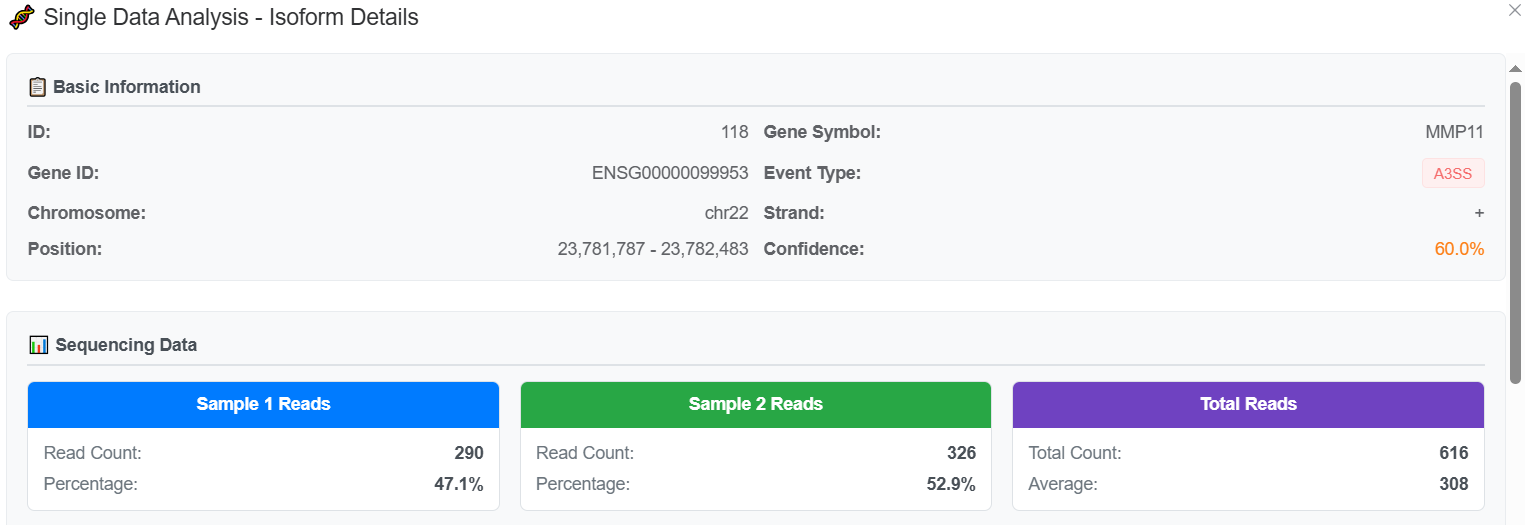 Single Data Analysis - Isoform Details
Basic Information
ID: 118 Gene Symbol: MMP11
Gene ID: ENSG00000099953 Event Type: A3SS
Chromosome: chr22 Strand: +
Position: 23,781,787 - 23,782,483 Confidence: 60.0%
Sequencing Data
Sample 1 Reads Sample 2 Reads Total Reads
Read Count: 290 Read Count: 326 Total Count: 616
Percentage: 47.1% Percentage: 52.9% Average: 308